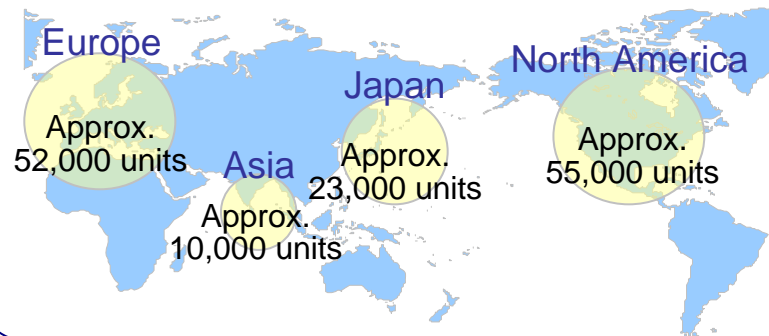 Europe
Approx.
52,000 units
Asia
Approx.
10,000 units
Japan
Approx.
23,000 units
North America
Approx.
55,000 units